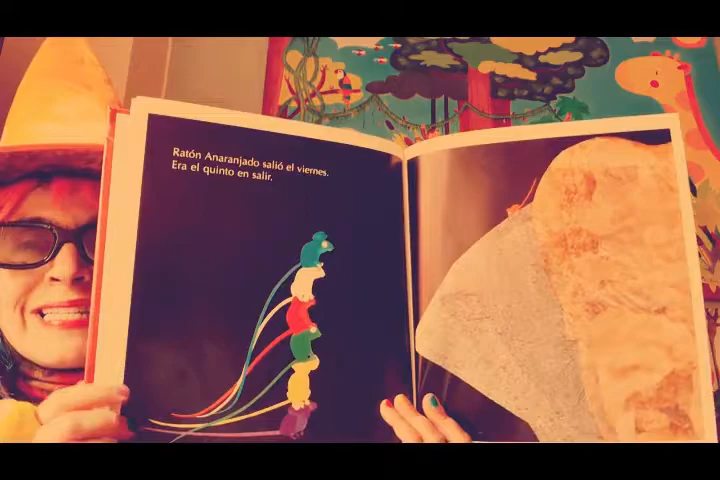 Ratón Anaranjado salió el viernes.
Era el quinto en salir.